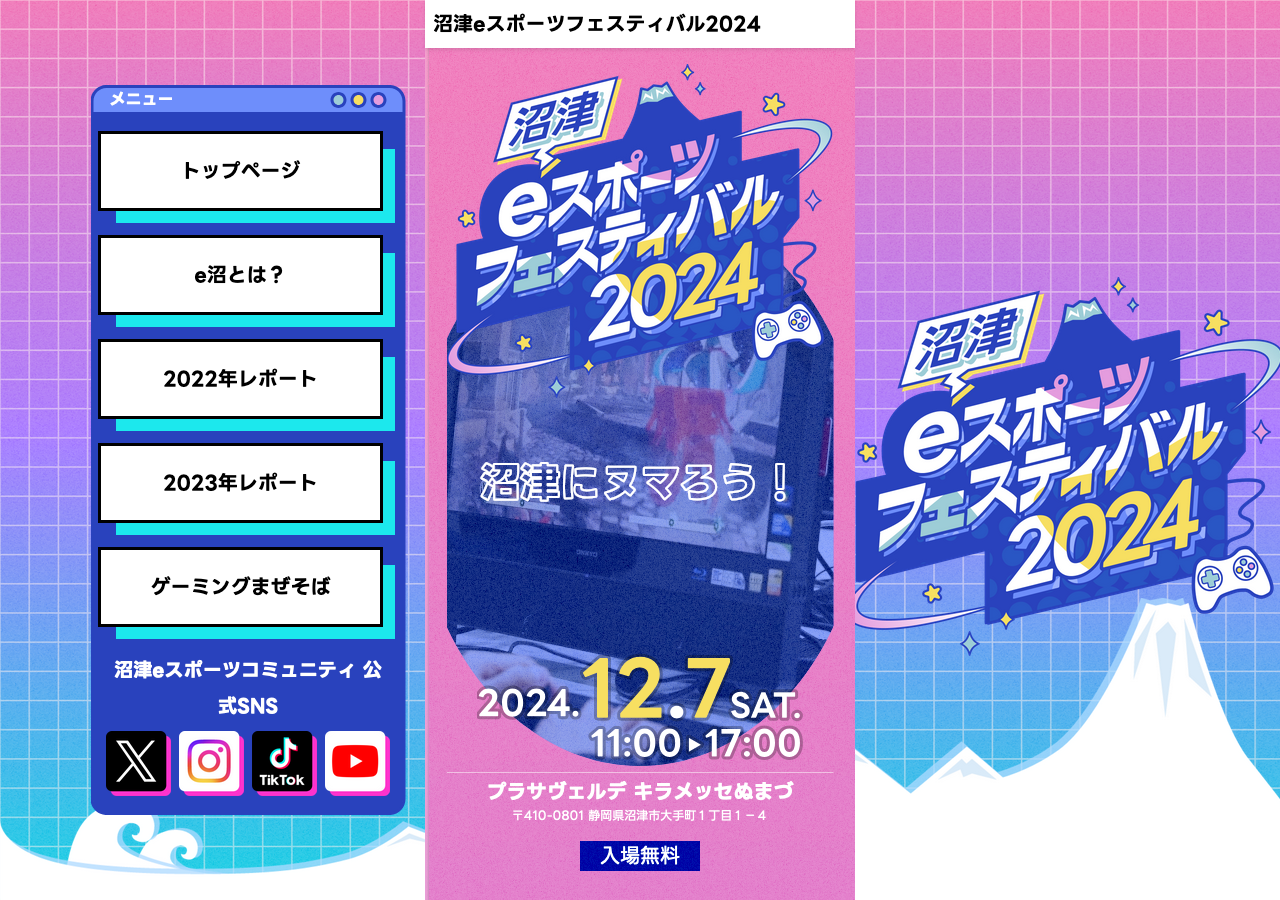 沼津eスポーツフェスティバル2024
メニュー
トップページ
e沼とは？
2022年レポート
2023年レポート
ゲーミングまぜそば
沼津eスポーツコミュニティ 公
式SNS
TikTok
沼津
eスポーツ
フェスティバル
2024
沼津にヌマろう！
2024.12.7 SAT.
11:00▶17:00
プラサヴェルデ キラメッセぬまづ
〒410-0801 静岡県沼津市大手町１丁目１－４
入場無料
沼津
eスポーツ
フェスティバル
2024